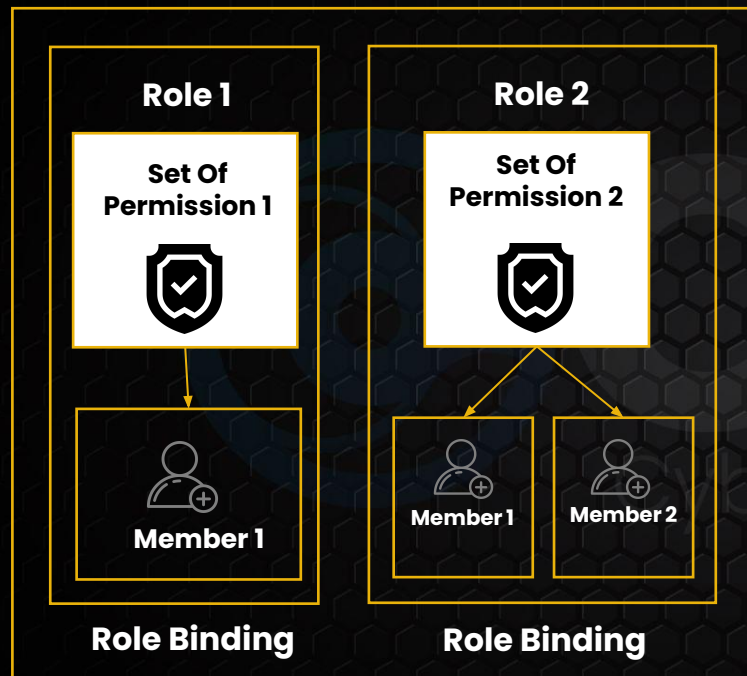 Role 1
Set Of
Permission 1
Member 1
Role Binding
Role 2
Set Of
Permission 2
Member 1
Member 2
Role Binding